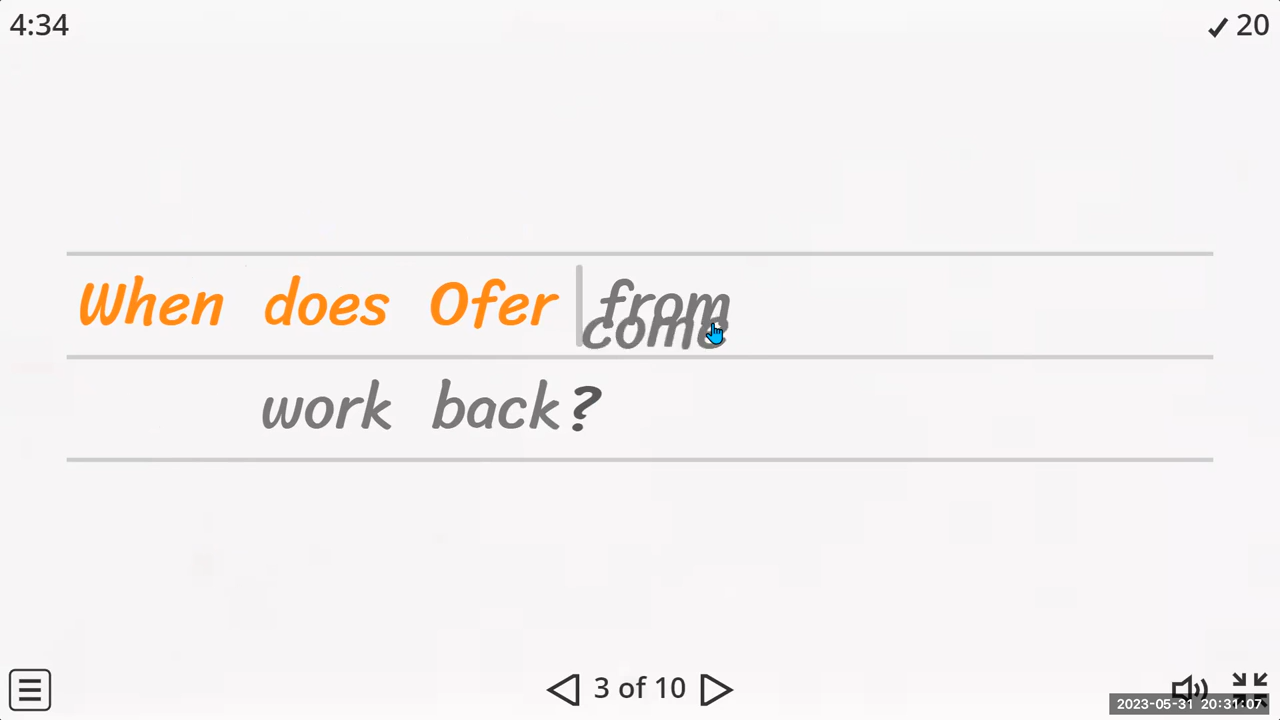 4:34
✓ 20
When does Ofer from
come
work back?
3 of 10
2023-05-31 20:31:07